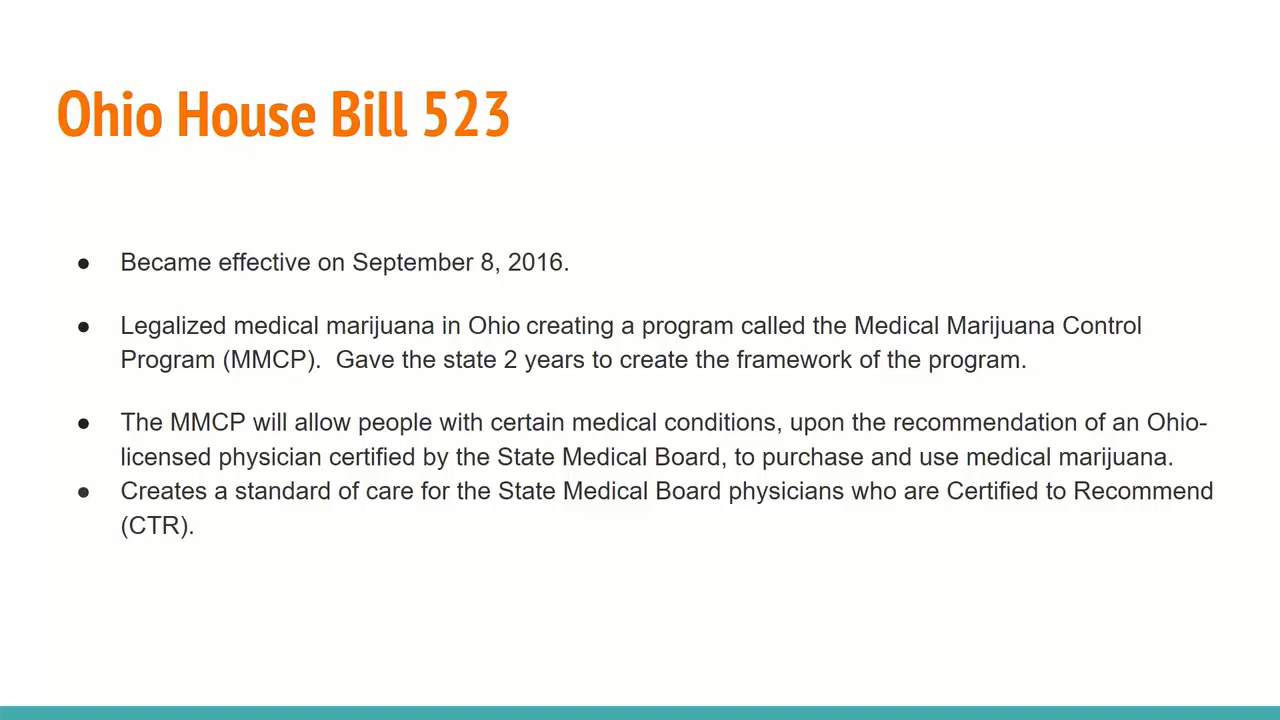 Ohio House Bill 523
● Became effective on September 8, 2016.
● Legalized medical marijuana in Ohio creating a program called the Medical Marijuana Control
Program (MMCP).  Gave the state 2 years to create the framework of the program.
● The MMCP will allow people with certain medical conditions, upon the recommendation of an Ohio-
licensed physician certified by the State Medical Board, to purchase and use medical marijuana.
● Creates a standard of care for the State Medical Board physicians who are Certified to Recommend
(CTR).